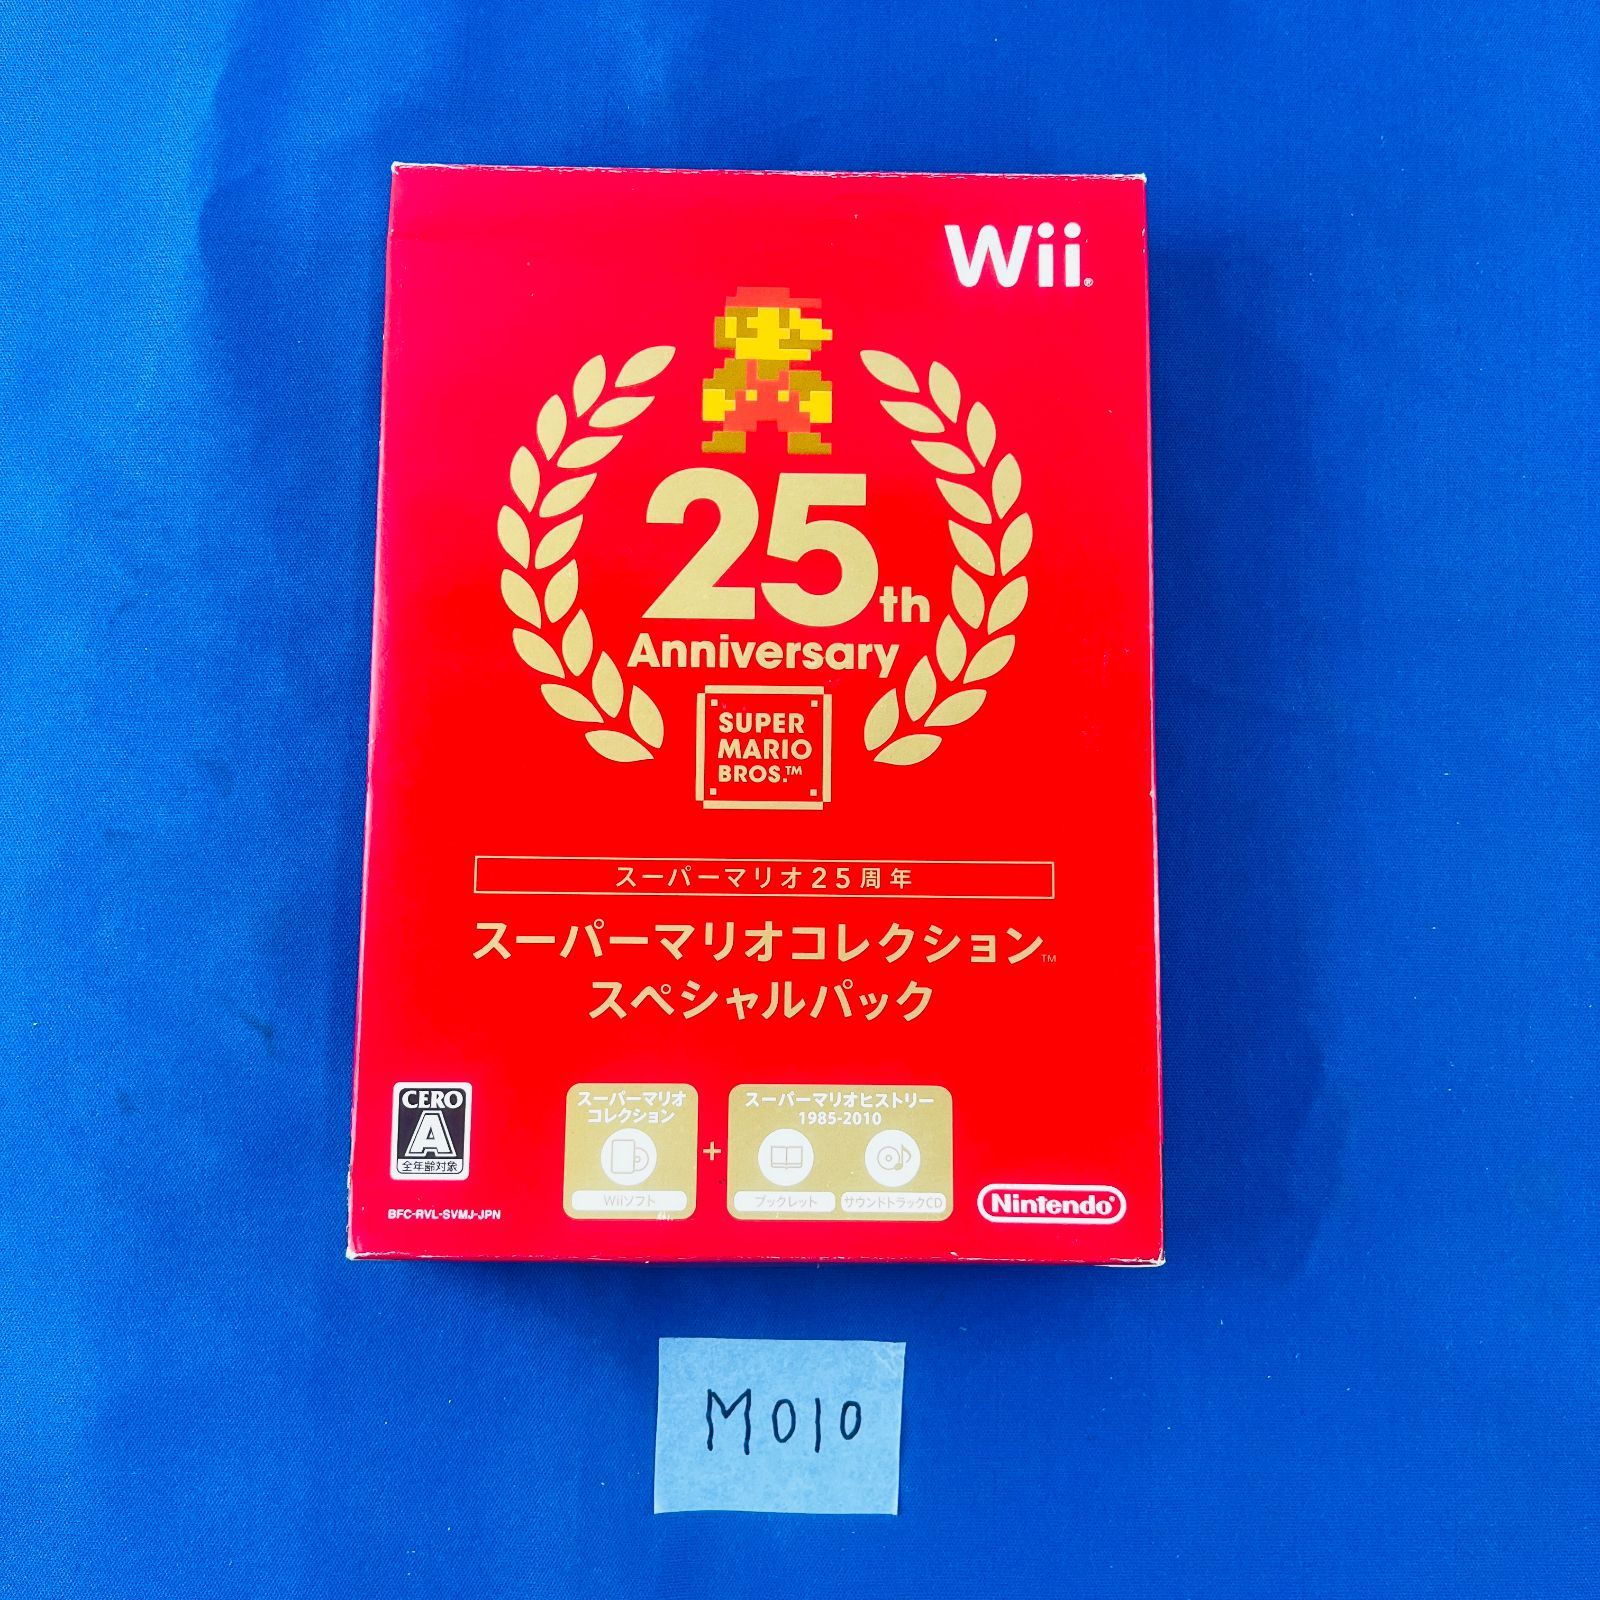 Wii®
25th
Anniversary
SUPER
MARIO
BROS.™
スーパーマリオ25周年
スーパーマリオコレクション™
スペシャルパック
CERO
A
全年齢対象
BFC-RVL-SVMJ-JPN
スーパーマリオ
コレクション
Wiiソフト
+
スーパーマリオヒストリー
1985-2010
ブックレット
サウンドトラックCD
Nintendo®
M010